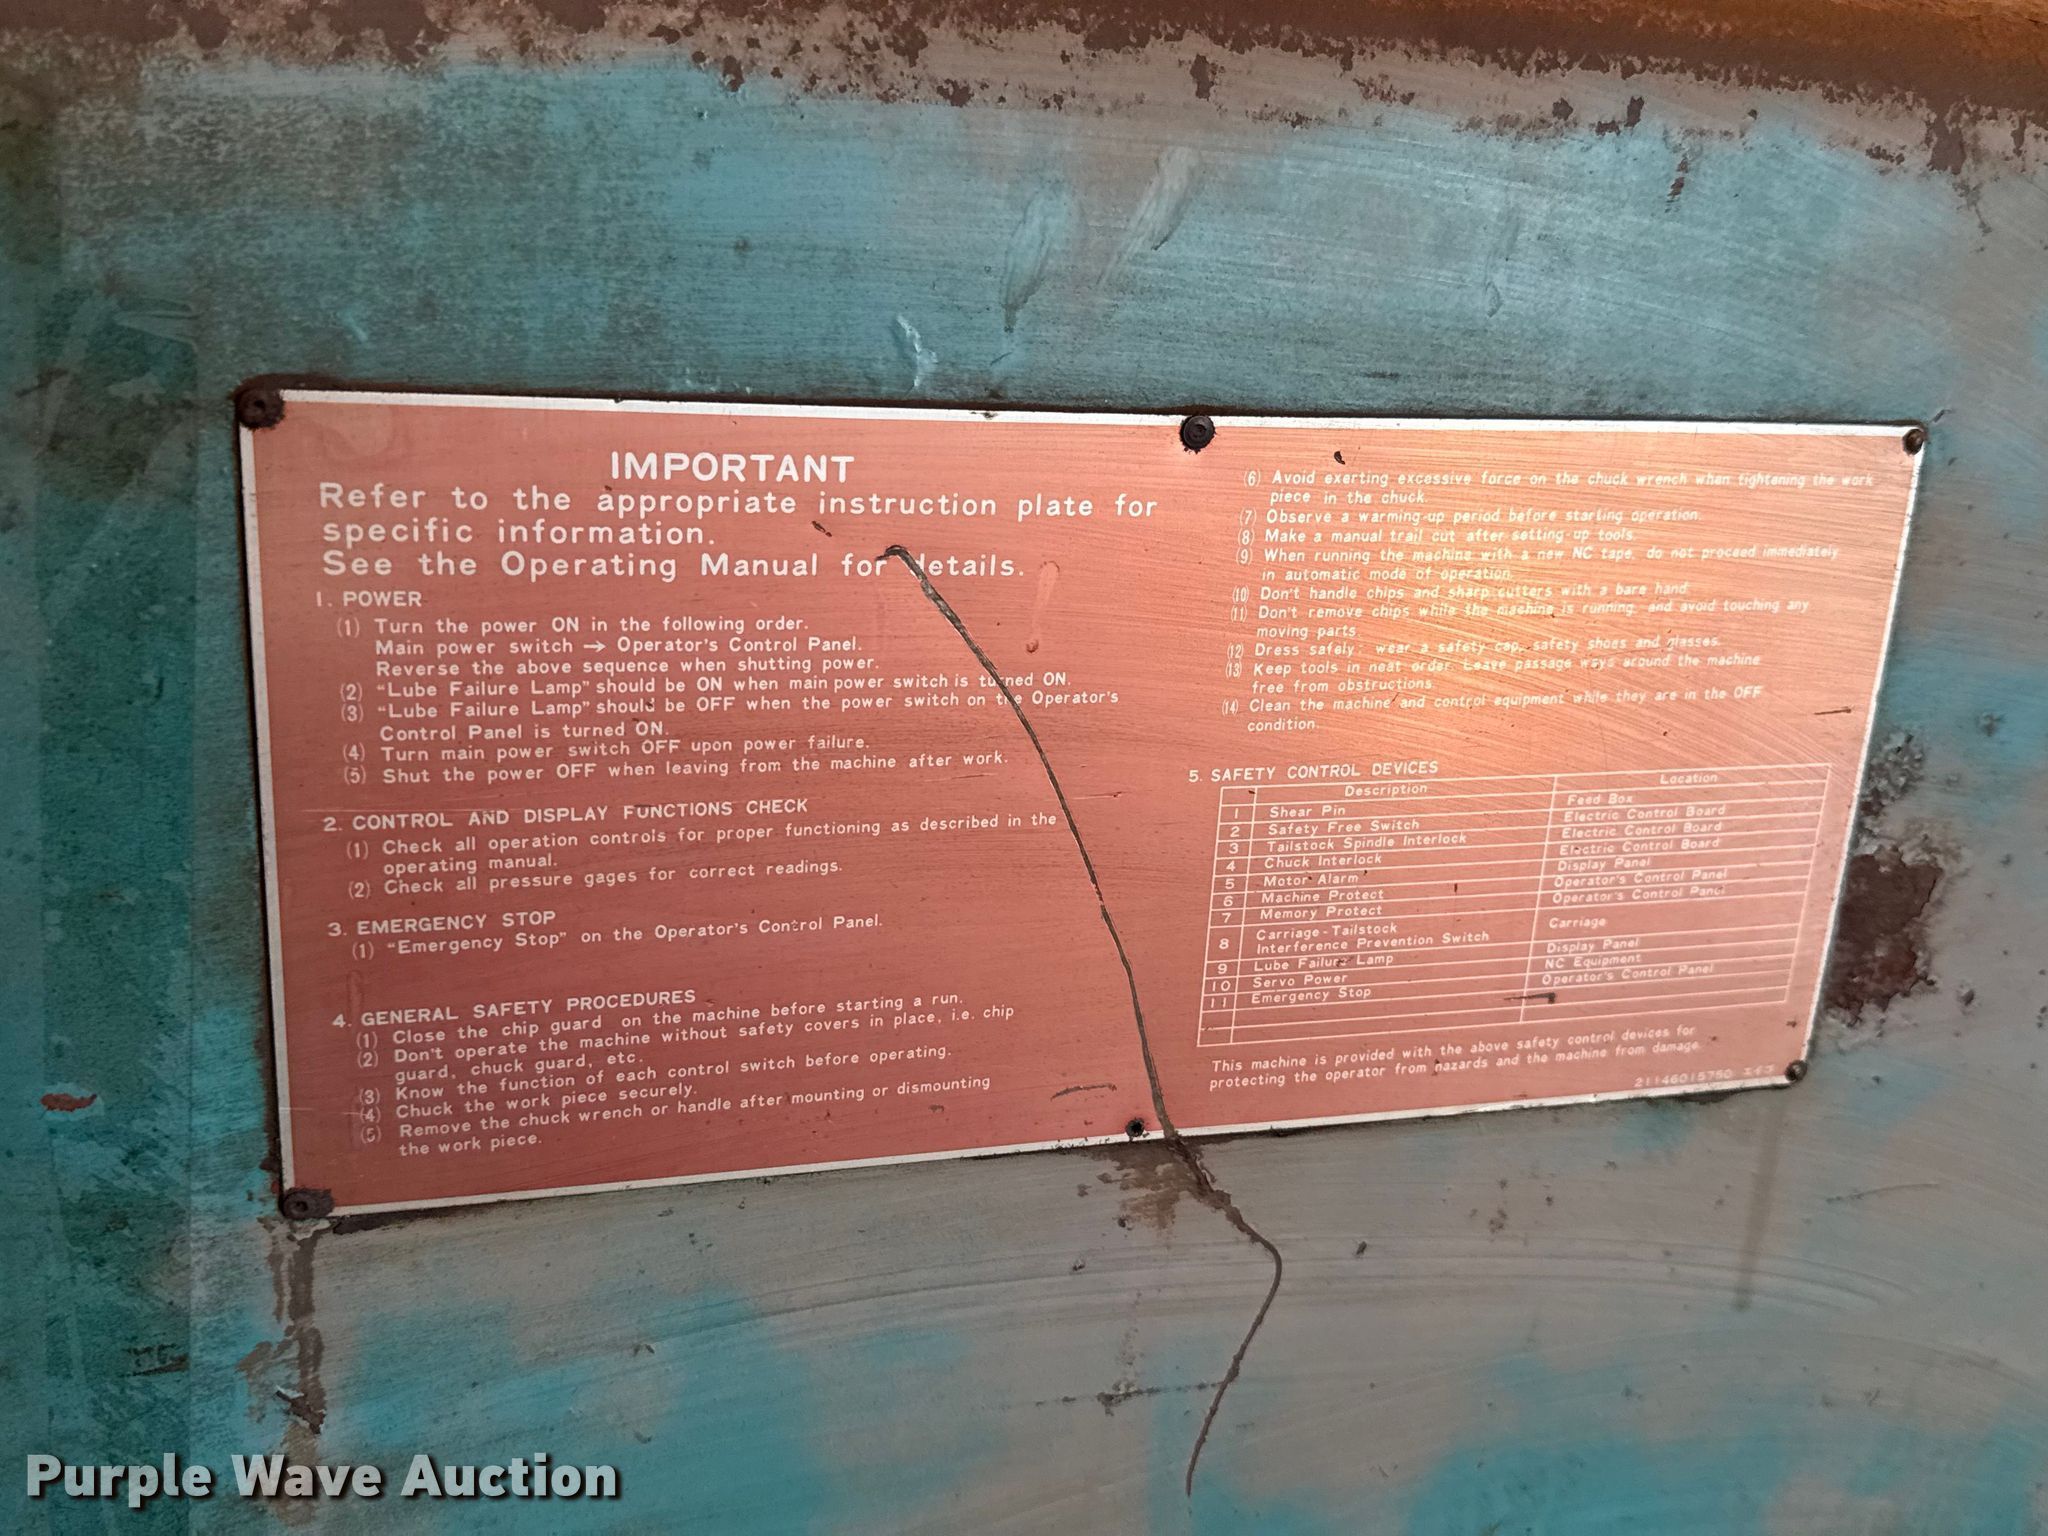 IMPORTANT
Refer to the appropriate instruction plate for
specific information.
See the Operating Manual for details.
1. POWER
(1) Turn the power ON in the following order.
Main power switch → Operator's Control Panel.
Reverse the above sequence when shutting power.
(2) "Lube Failure Lamp" should be ON when main power switch is turned ON.
(3) "Lube Failure Lamp" should be OFF when the power switch on the Operator's
Control Panel is turned ON.
(4) Turn main power switch OFF upon power failure.
(5) Shut the power OFF when leaving from the machine after work.
2. CONTROL AND DISPLAY FUNCTIONS CHECK
(1) Check all operation controls for proper functioning as described in the
operating manual.
(2) Check all pressure gages for correct readings.
3. EMERGENCY STOP
(1) "Emergency Stop" on the Operator's Control Panel.
4. GENERAL SAFETY PROCEDURES
(1) Close the chip guard on the machine before starting a run.
(2) Don't operate the machine without safety covers in place, i.e. chip
guard, chuck guard, etc.
(3) Know the function of each control switch before operating.
(4) Chuck the work piece securely.
(5) Remove the chuck wrench or handle after mounting or dismounting
the work piece.
(6) Avoid exerting excessive force on the chuck wrench when tightening the work
piece in the chuck.
(7) Observe a warming-up period before starting operation.
(8) Make a manual trail cut after setting-up tools.
(9) When running the machine with a new NC tape, do not proceed immediately
in automatic mode of operation.
(10) Don't handle chips and sharp cutters with a bare hand.
(11) Don't remove chips while the machine is running, and avoid touching any
moving parts.
(12) Dress safely: wear a safety cap, safety shoes and glasses.
(13) Keep tools in neat order. Leave passage ways around the machine
free from obstructions.
(14) Clean the machine and control equipment while they are in the OFF
condition.
5. SAFETY CONTROL DEVICES
Description Location
1 Shear Pin Feed Box
2 Safety Free Switch Electric Control Board
3 Tailstock Spindle Interlock Electric Control Board
4 Chuck Interlock Electric Control Board
5 Motor Alarm Display Panel
6 Machine Protect Operator's Control Panel
7 Memory Protect Operator's Control Panel
8 Carriage-Tailstock
Interference Prevention Switch Carriage
9 Lube Failure Lamp Display Panel
10 Servo Power NC Equipment
11 Emergency Stop Operator's Control Panel
This machine is provided with the above safety control devices for
protecting the operator from hazards and the machine from damage.
21146015750
Purple Wave Auction